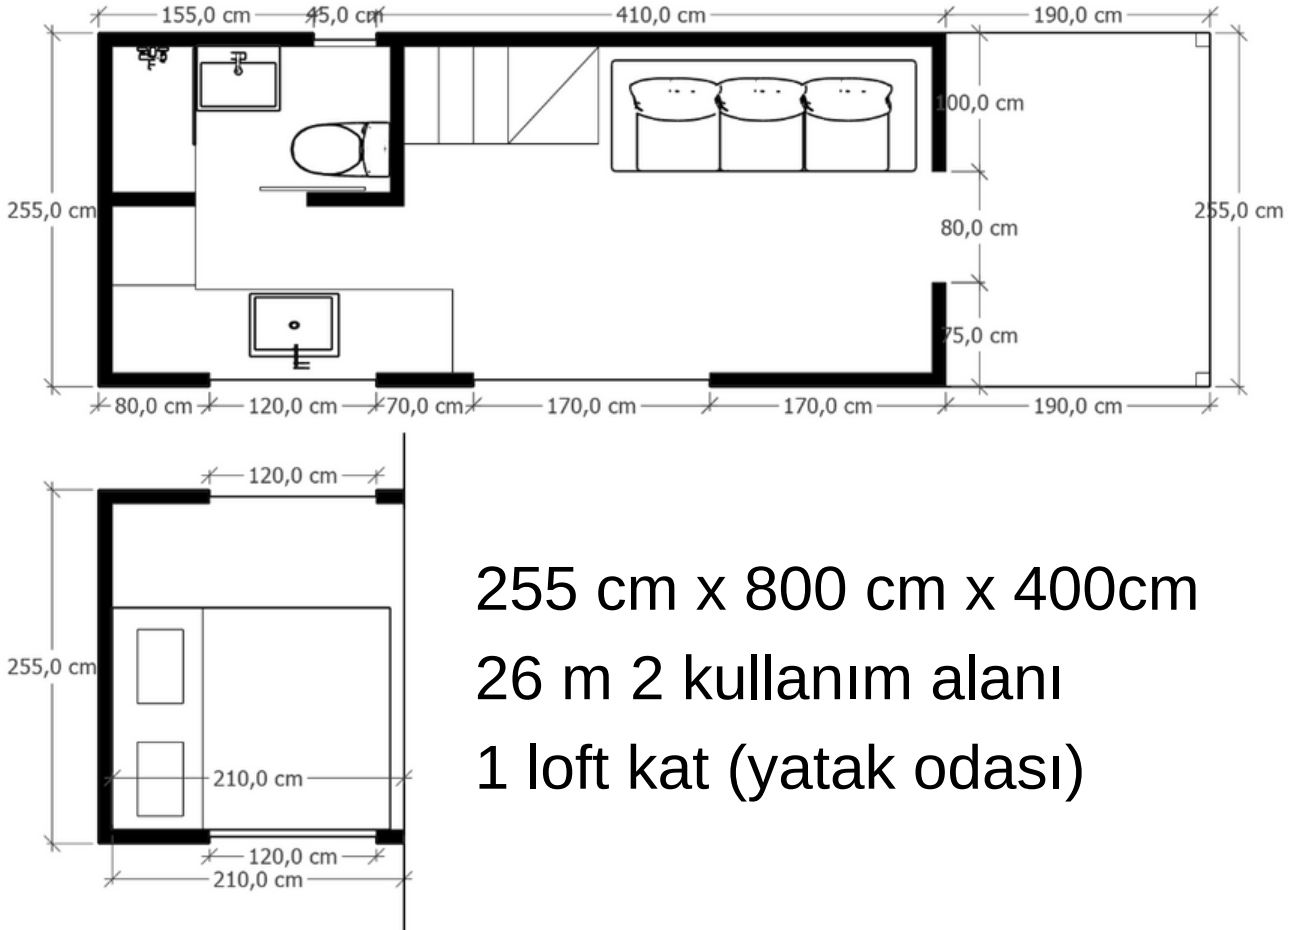 155,0 cm
45,0 cm
410,0 cm
190,0 cm
100,0 cm
255,0 cm
80,0 cm
255,0 cm
75,0 cm
80,0 cm
120,0 cm
70,0 cm
170,0 cm
170,0 cm
190,0 cm
120,0 cm
255,0 cm
210,0 cm
120,0 cm
210,0 cm
255 cm x 800 cm x 400cm
26 m 2 kullanım alanı
1 loft kat (yatak odası)